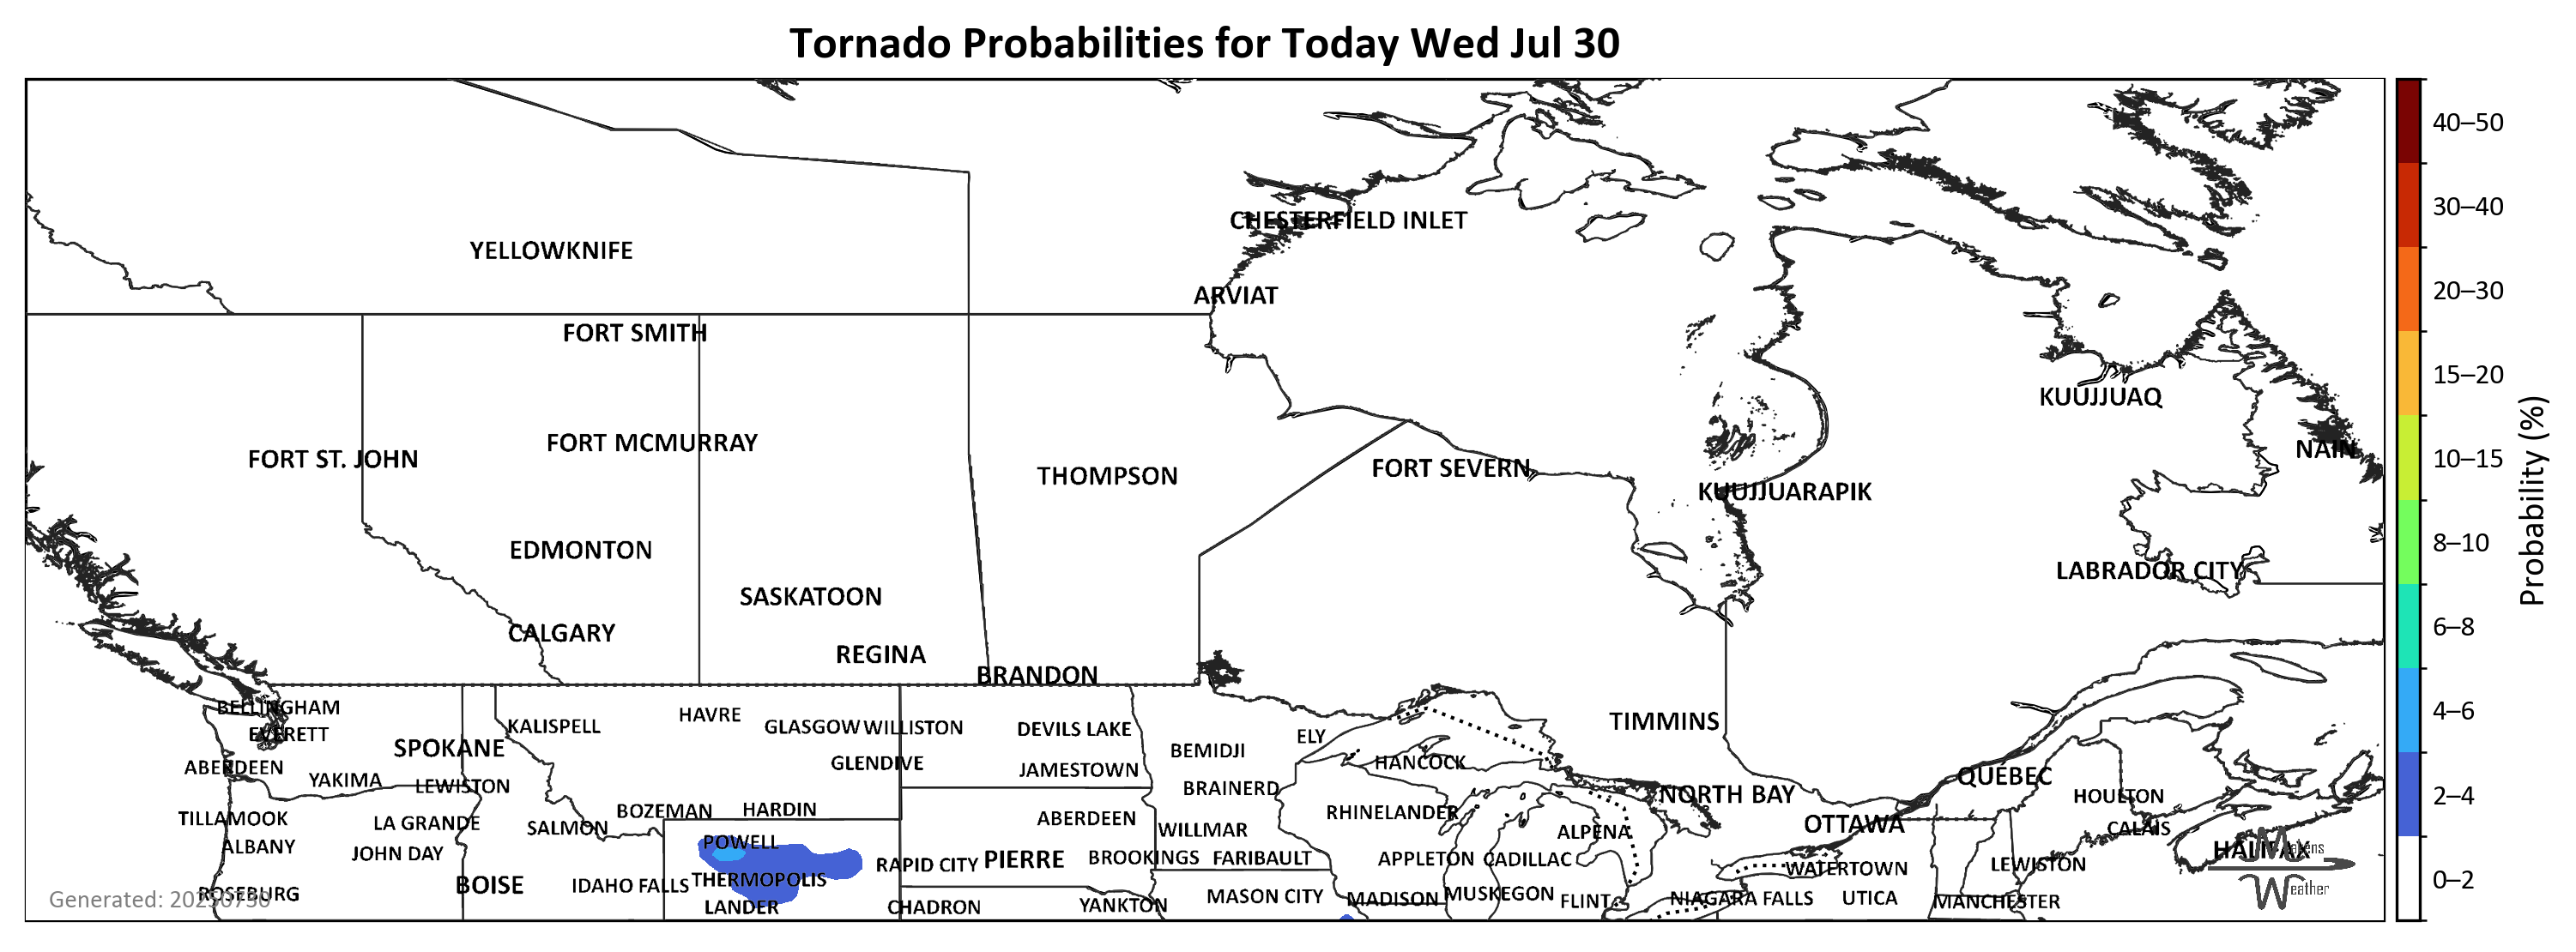 Tornado Probabilities for Today Wed Jul 30
40–50
30–40
20–30
15–20
10–15
8–10
6–8
4–6
2–4
0–2
Probability (%)
CHESTERFIELD INLET
YELLOWKNIFE
ARVIAT
FORT SMITH
KUUJJUAQ
FORT MCMURRAY
NAIN
FORT ST. JOHN
FORT SEVERN
THOMPSON
KUUJJUARAPIK
EDMONTON
LABRADOR CITY
SASKATOON
CALGARY
REGINA
BRANDON
BELLINGHAM
HAVRE
TIMMINS
KALISPELL
GLASGOW
WILLISTON
DEVILS LAKE
EVERETT
ELY
SPOKANE
BEMIDJI
GLENDIVE
HANCOCK
ABERDEEN
JAMESTOWN
YAKIMA
LEWISTON
QUÉBEC
BRAINERD
NORTH BAY
HOULTON
BOZEMAN
HARDIN
RHINELANDER
TILLAMOOK
ABERDEEN
LA GRANDE
SALMON
WILLMAR
ALPENA
OTTAWA
CALAIS
ALBANY
POWELL
JOHN DAY
HALIFAX
RAPID CITY
PIERRE
BROOKINGS
FARIBAULT
APPLETON
CADILLAC
WATERTOWN
LEWISTON
BOISE
IDAHO FALLS
THERMOPOLIS
ROSEBURG
MASON CITY
MADISON
MUSKEGON
FLINT
NIAGARA FALLS
UTICA
MANCHESTER
LANDER
CHADRON
YANKTON
Generated: 20250730
Weather